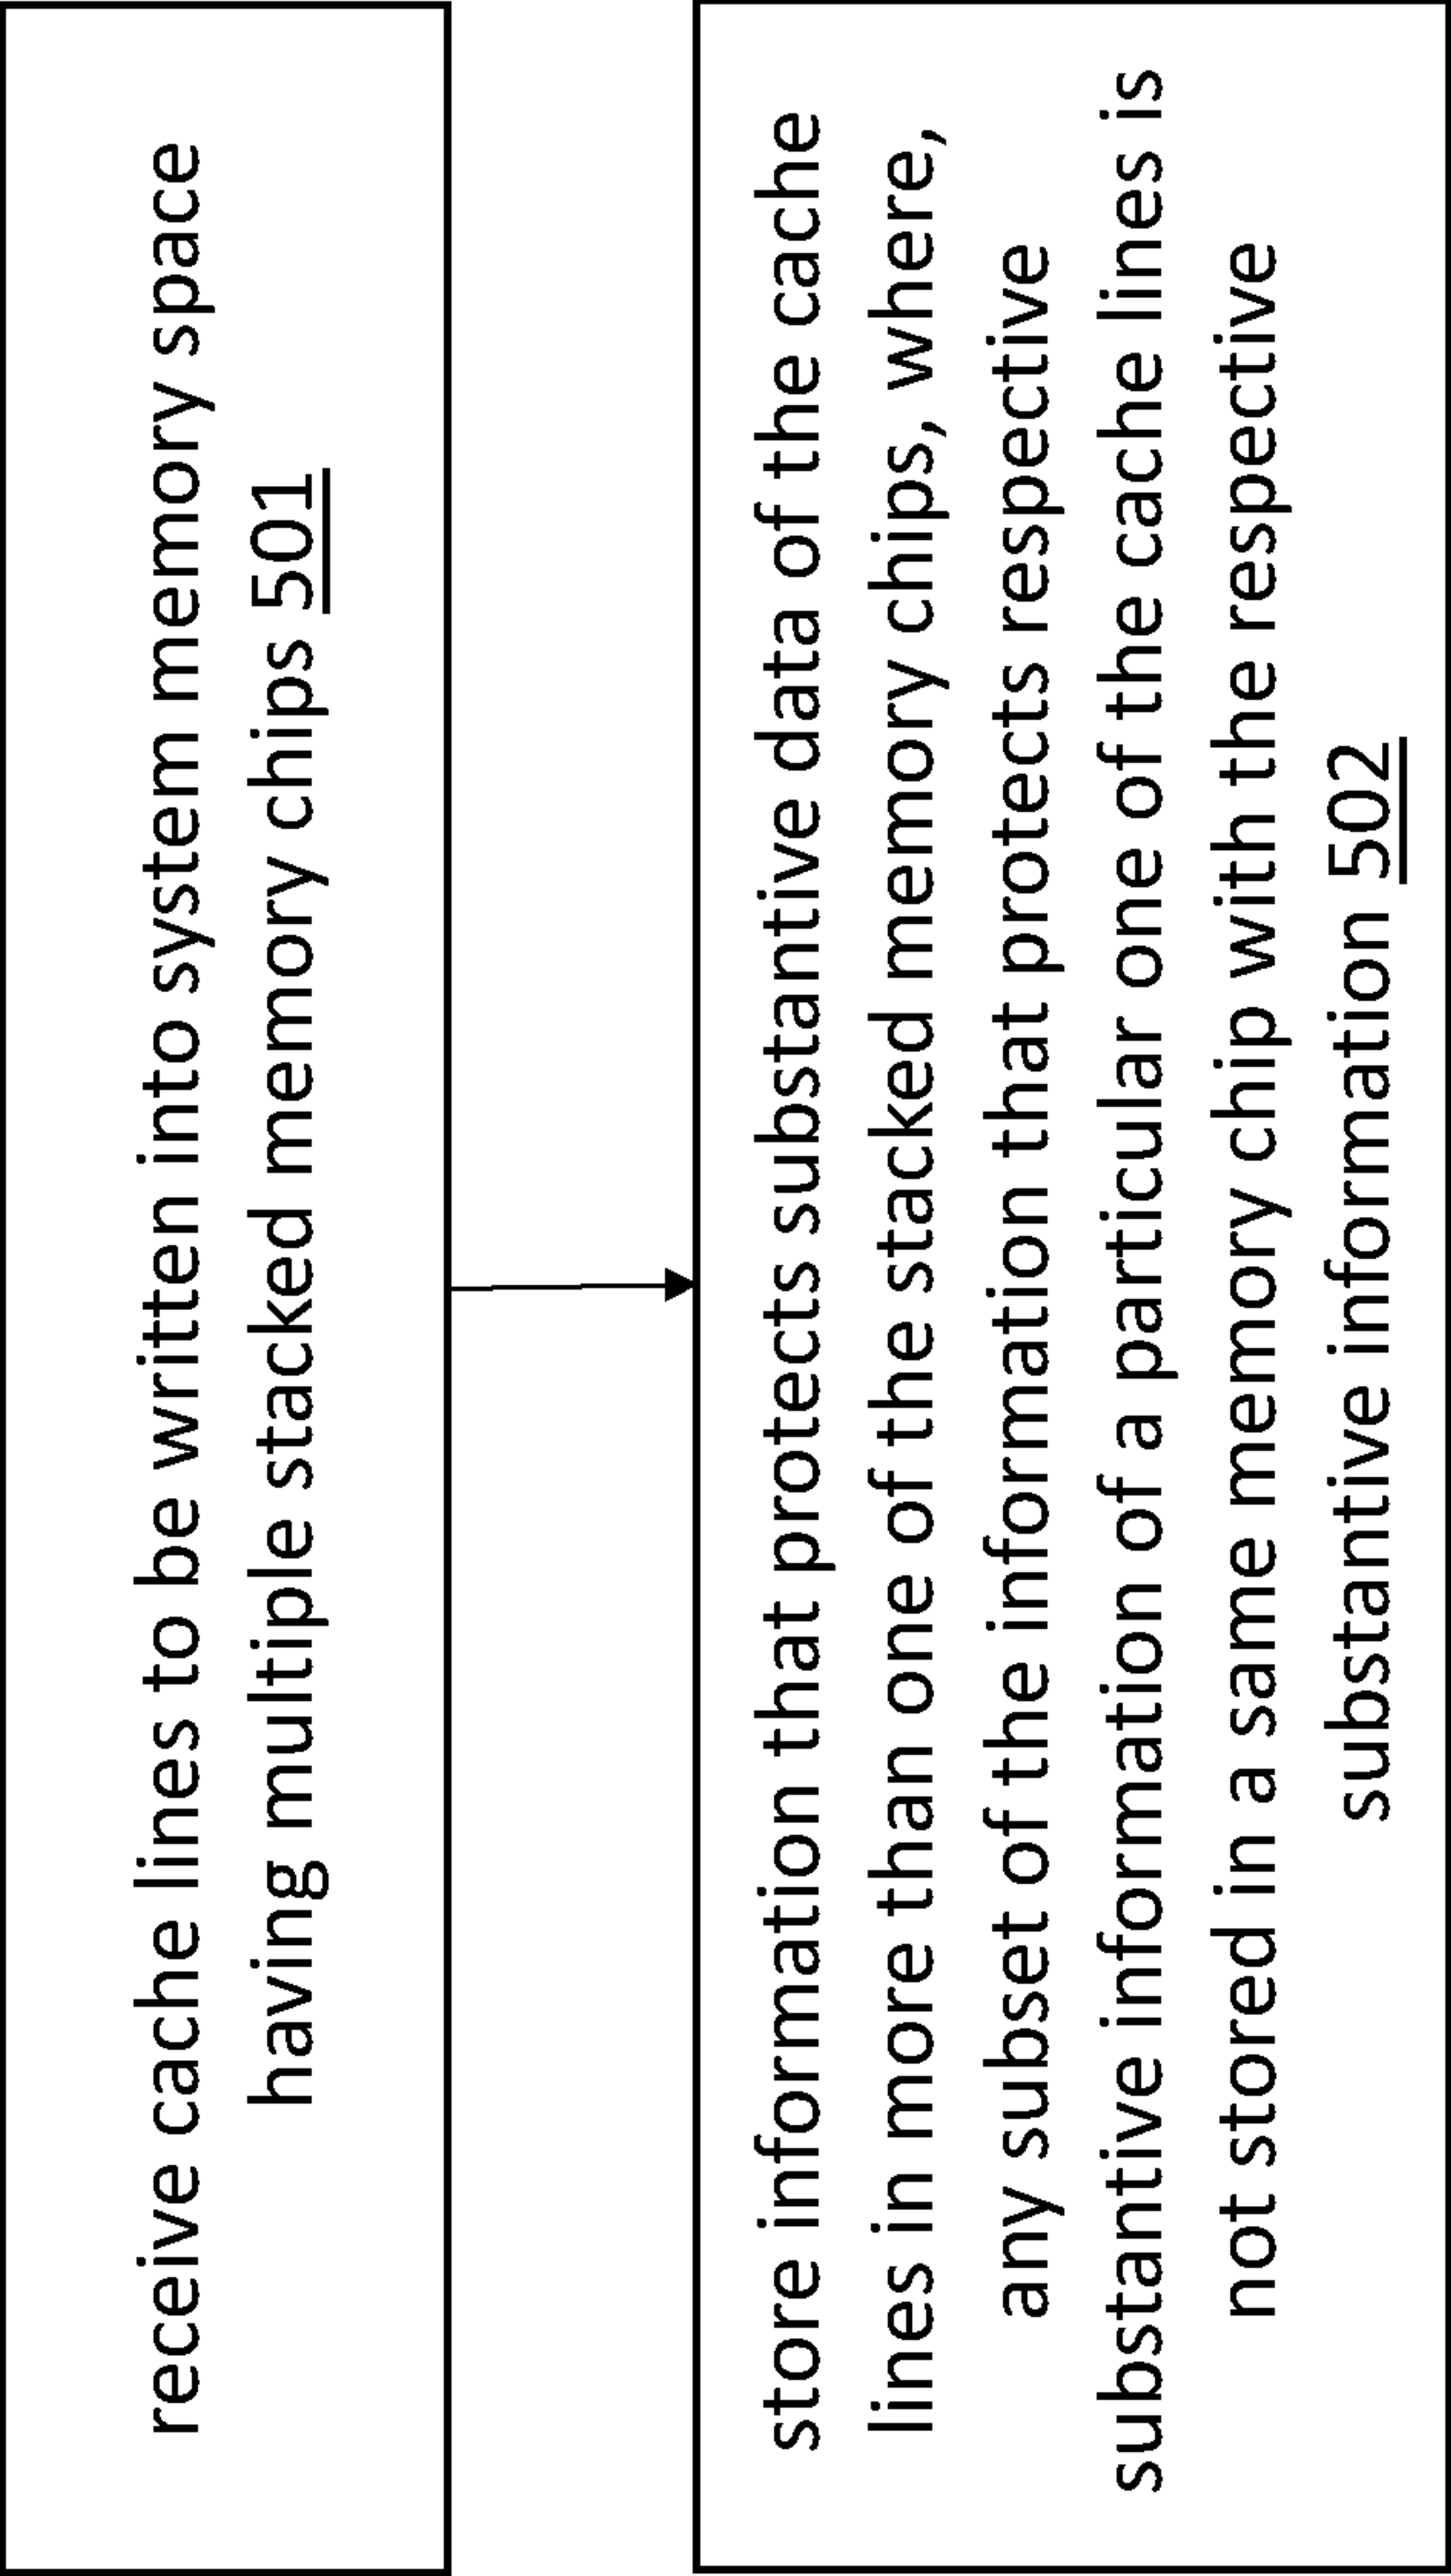 receive cache lines to be written into system memory space
having multiple stacked memory chips 501
store information that protects substantive data of the cache
lines in more than one of the stacked memory chips, where,
any subset of the information that protects respective
substantive information of a particular one of the cache lines is
not stored in a same memory chip with the respective
substantive information 502